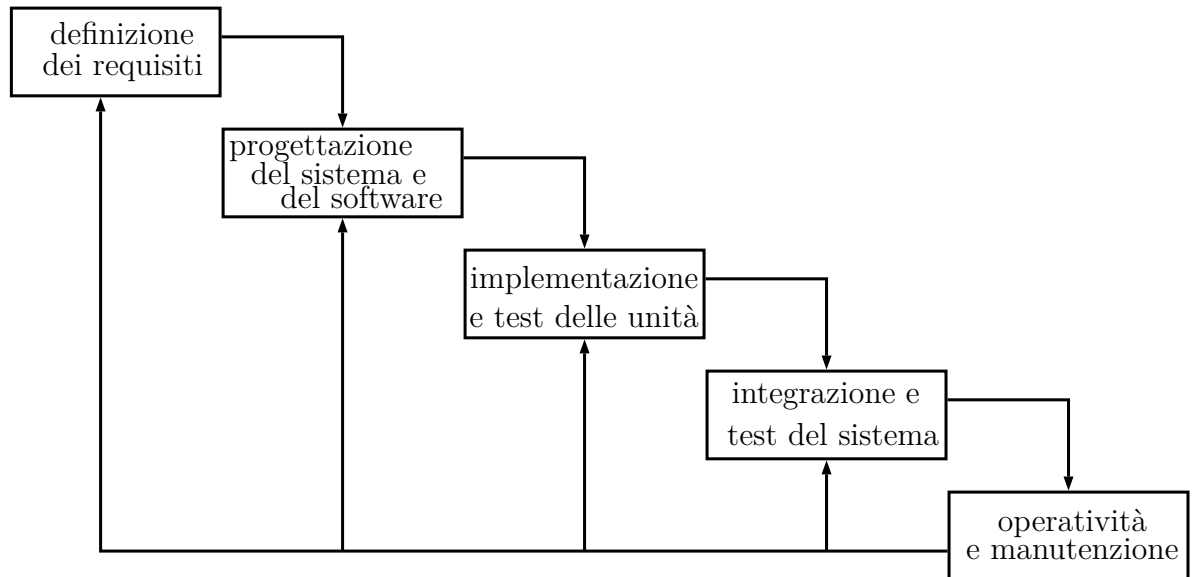 definizione
dei requisiti
progettazione
del sistema e
del software
implementazione
e test delle unità
integrazione e
test del sistema
operatività
e manutenzione